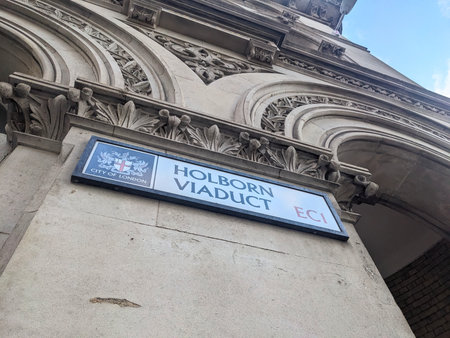 CITY OF LONDON
HOLBORN
VIADUCT
EC1